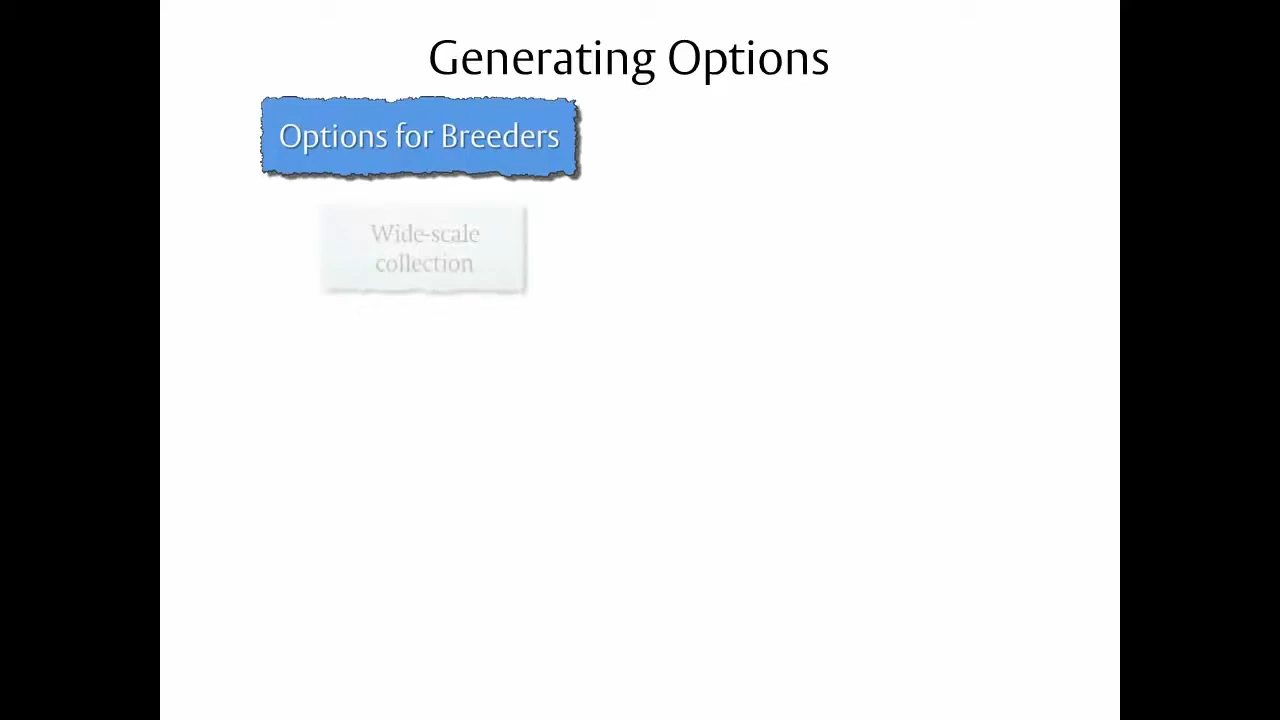 Generating Options
Options for Breeders
Wide-scale
collection